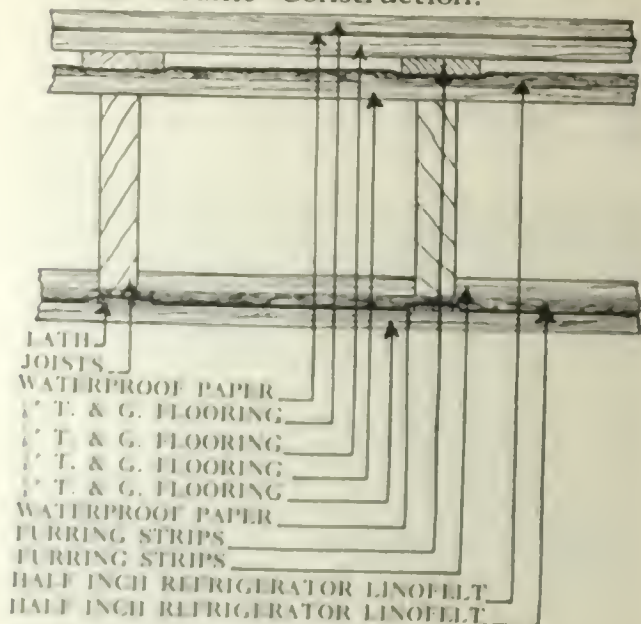 Construction.
LATH
JOISTS
WATERPROOF PAPER
T. & G. FLOORING
T. & G. FLOORING
T. & G. FLOORING
T. & G. FLOORING
WATERPROOF PAPER
FURRING STRIPS
FURRING STRIPS
HALF INCH REFRIGERATOR LINOFELT
HALF INCH REFRIGERATOR LINOFELT